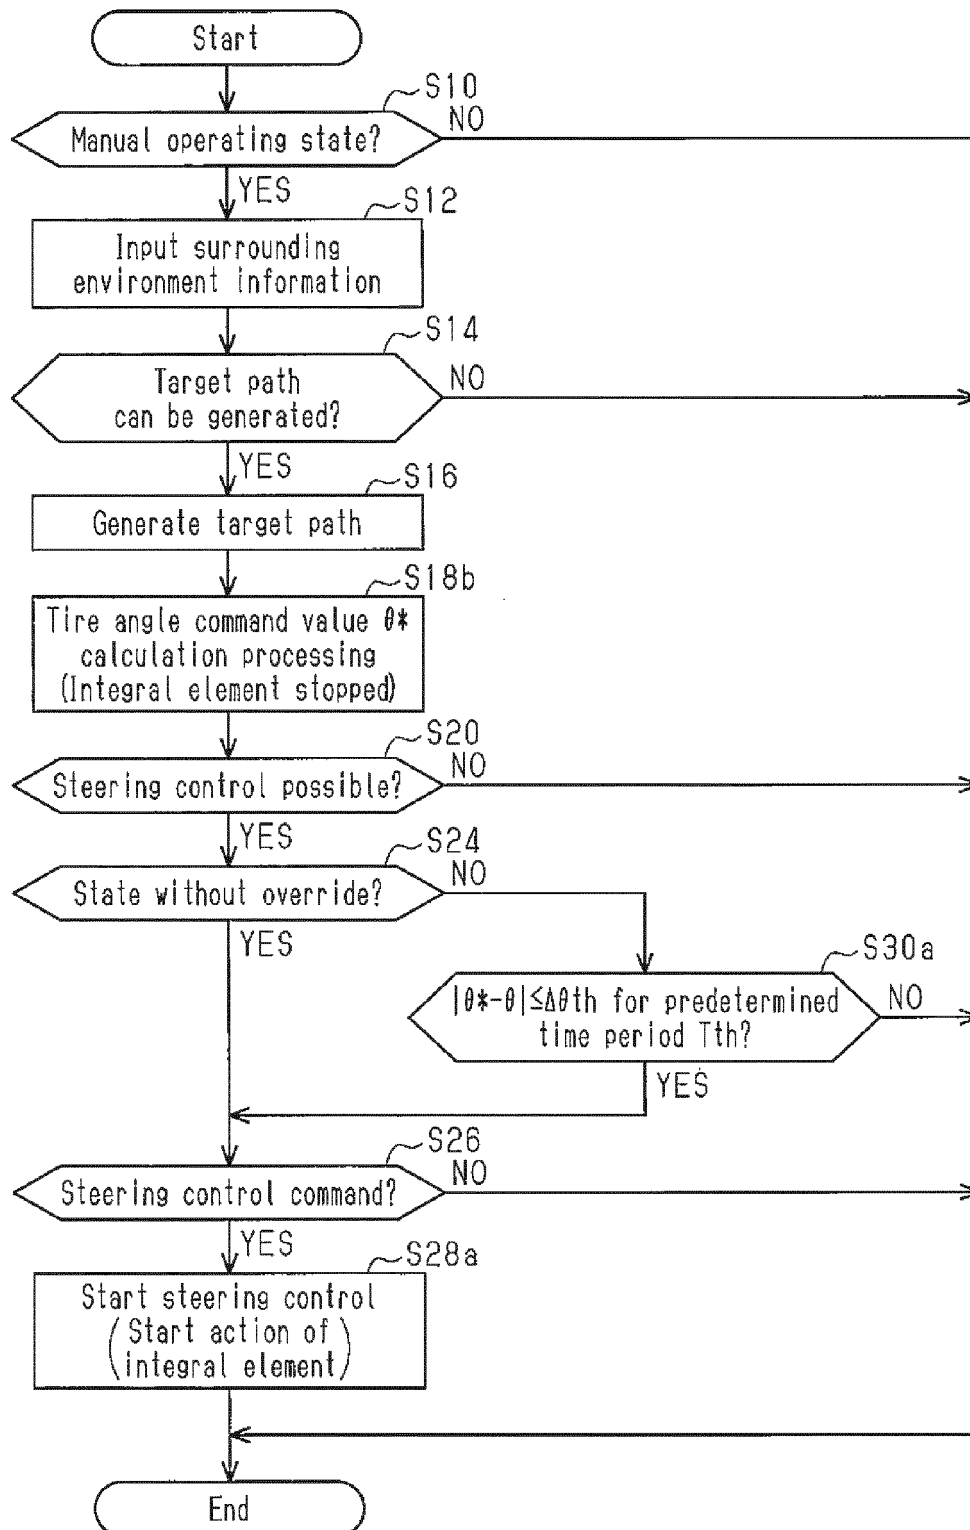 Start
S10
Manual operating state?
NO
YES
S12
Input surrounding
environment information
S14
Target path
can be generated?
NO
YES
S16
Generate target path
S18b
Tire angle command value θ*
calculation processing
(Integral element stopped)
S20
Steering control possible?
NO
YES
S24
State without override?
NO
YES
S30a
|θ*-θ|≤Δθth for predetermined
time period Tth?
NO
YES
S26
Steering control command?
NO
YES
S28a
Start steering control
(Start action of
integral element)
End